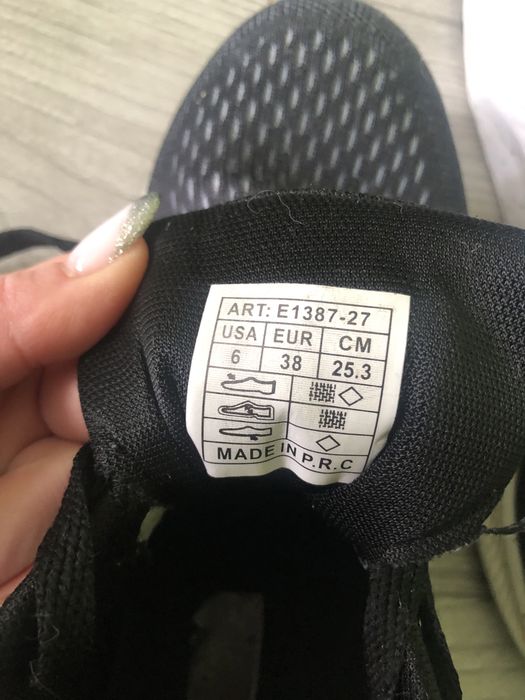 ART: E1387-27
USA EUR CM
6 38 25.3
MADE IN P.R.C